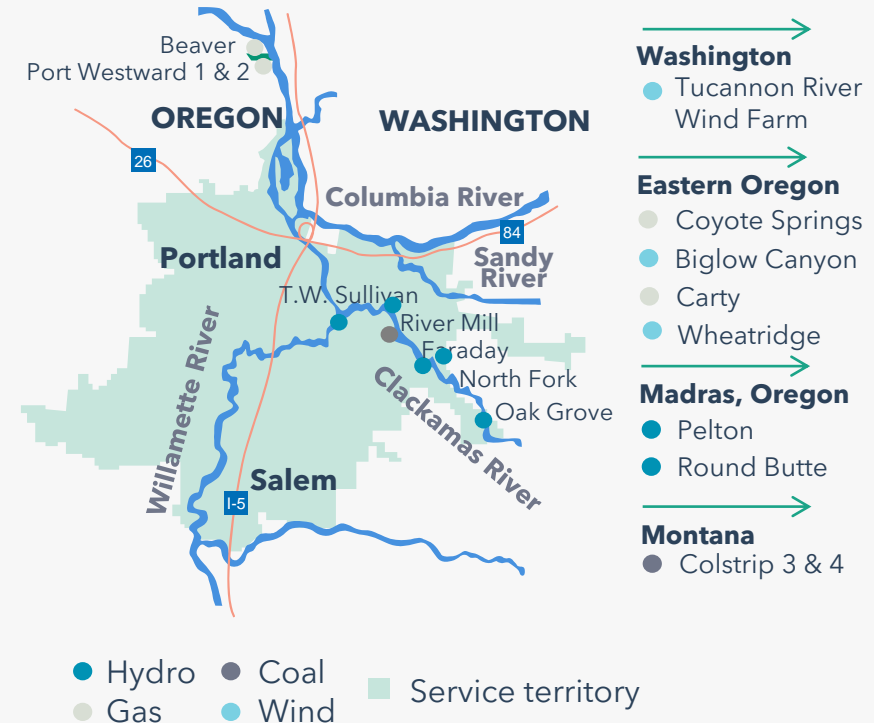 Beaver
Port Westward 1 & 2
OREGON
WASHINGTON
26
Columbia River
84
Portland
Sandy
River
T.W. Sullivan
River Mill
Faraday
North Fork
Oak Grove
Willamette River
Clackamas River
Salem
I-5
Washington
Tucannon River
Wind Farm
Eastern Oregon
Coyote Springs
Biglow Canyon
Carty
Wheatridge
Madras, Oregon
Pelton
Round Butte
Montana
Colstrip 3 & 4
Hydro
Coal
Service territory
Gas
Wind